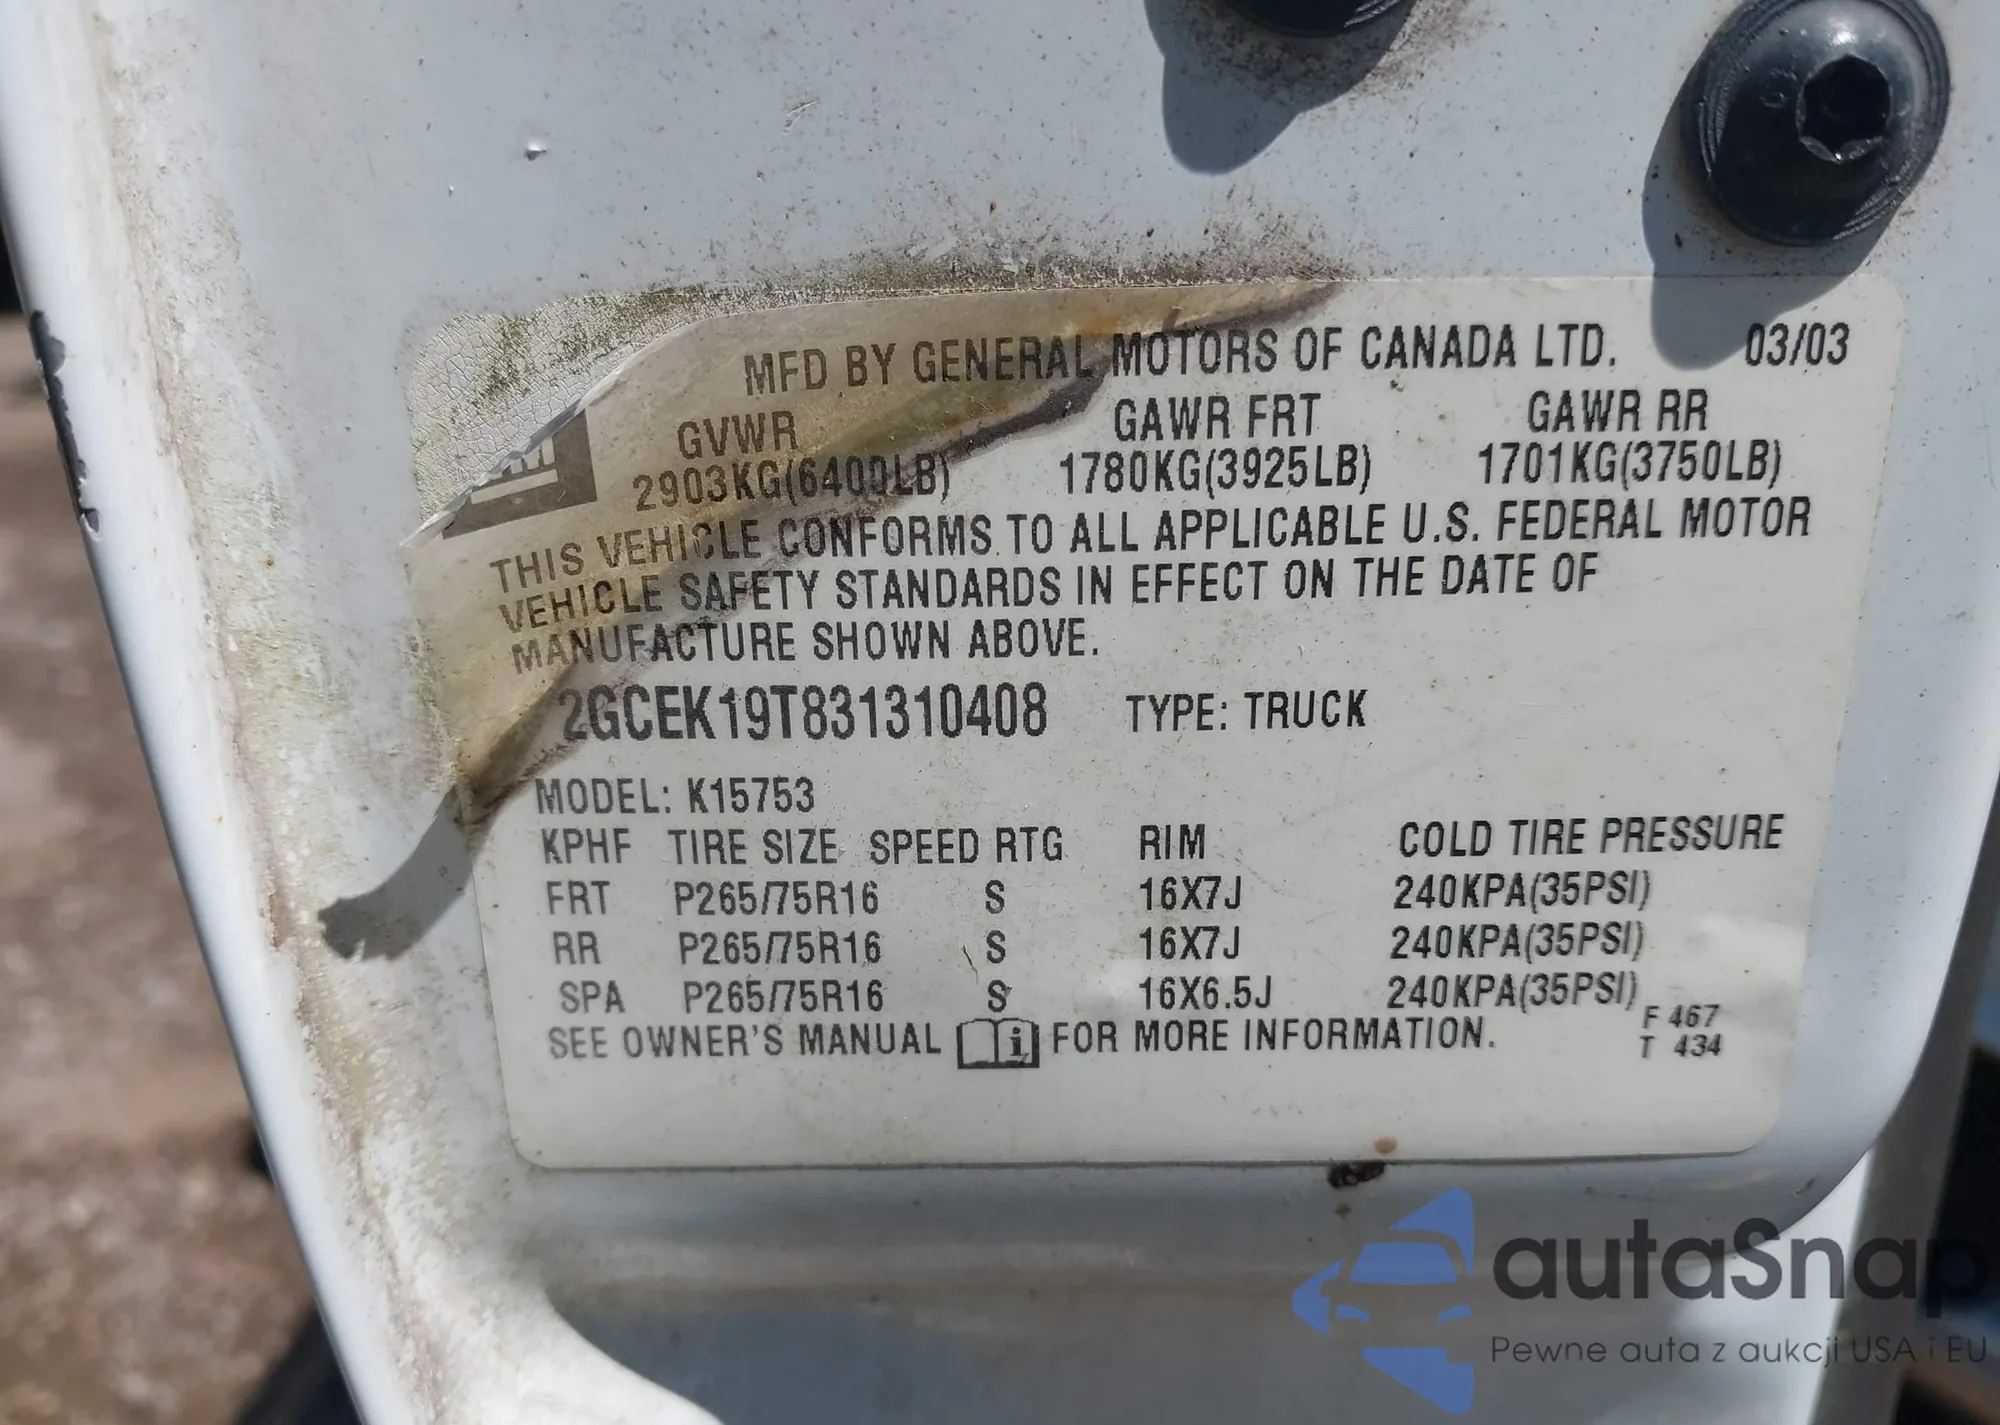 MFD BY GENERAL MOTORS OF CANADA LTD. 03/03
GVWR GAWR FRT GAWR RR
2903KG(6400LB) 1780KG(3925LB) 1701KG(3750LB)
THIS VEHICLE CONFORMS TO ALL APPLICABLE U.S. FEDERAL MOTOR
VEHICLE SAFETY STANDARDS IN EFFECT ON THE DATE OF
MANUFACTURE SHOWN ABOVE.
2GCEK19T831310408 TYPE: TRUCK
MODEL: K15753
KPHF TIRE SIZE SPEED RTG RIM COLD TIRE PRESSURE
FRT P265/75R16 S 16X7J 240KPA(35PSI)
RR P265/75R16 S 16X7J 240KPA(35PSI)
SPA P265/75R16 S 16X6.5J 240KPA(35PSI)
F 467
SEE OWNER'S MANUAL FOR MORE INFORMATION. T 434
autaSnap
Pewne auta z aukcji USA i EU